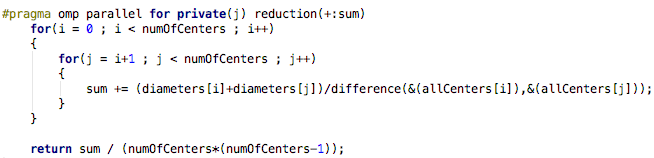 #pragma omp parallel for private(j) reduction(+:sum)
for(i = 0 ; i < numOfCenters ; i++)
{
for(j = i+1 ; j < numOfCenters ; j++)
{
sum += (diameters[i]+diameters[j])/difference(&(allCenters[i]),&(allCenters[j]));
}
}
return sum / (numOfCenters*(numOfCenters-1));